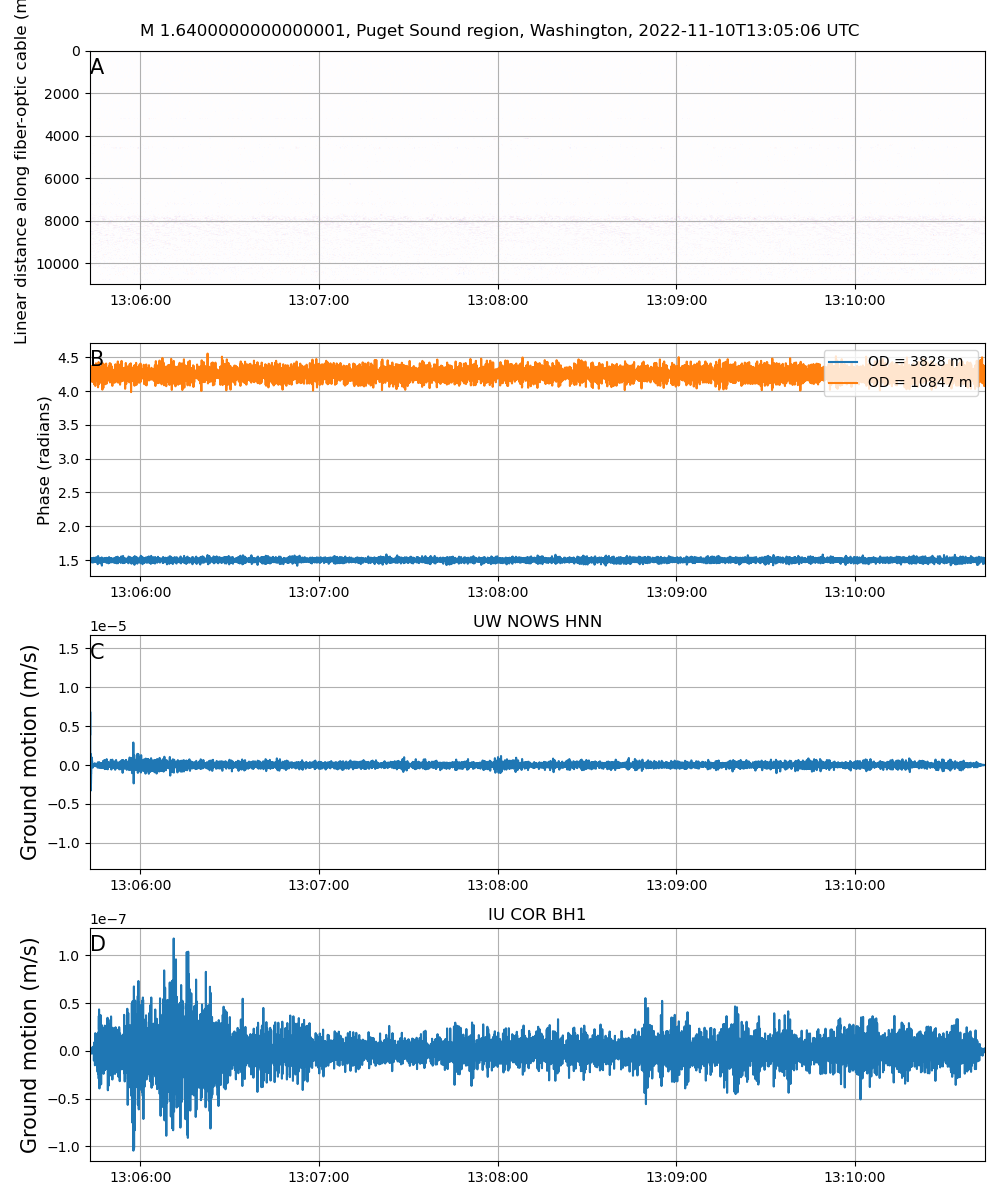 M 1.6400000000000001, Puget Sound region, Washington, 2022-11-10T13:05:06 UTC
Linear distance along fiber-optic cable (m
A
0
2000
4000
6000
8000
10000
13:06:00 13:07:00 13:08:00 13:09:00 13:10:00
Phase (radians)
B
4.5
4.0
3.5
3.0
2.5
2.0
1.5
OD = 3828 m
OD = 10847 m
13:06:00 13:07:00 13:08:00 13:09:00 13:10:00
UW NOWS HNN
1e−5
Ground motion (m/s)
C
1.5
1.0
0.5
0.0
−0.5
−1.0
13:06:00 13:07:00 13:08:00 13:09:00 13:10:00
IU COR BH1
1e−7
Ground motion (m/s)
D
1.0
0.5
0.0
−0.5
−1.0
13:06:00 13:07:00 13:08:00 13:09:00 13:10:00